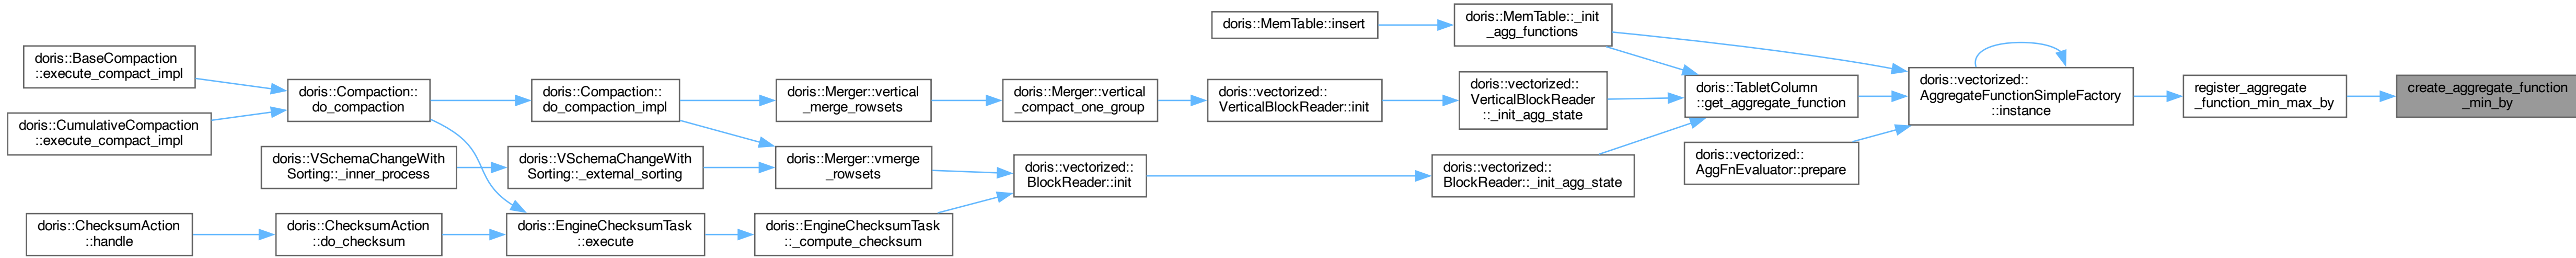 doris::BaseCompaction
::execute_compact_impl
doris::CumulativeCompaction
::execute_compact_impl
doris::Compaction::
do_compaction
doris::VSchemaChangeWith
Sorting::_inner_process
doris::ChecksumAction
::handle
doris::ChecksumAction
::do_checksum
doris::Compaction::
do_compaction_impl
doris::VSchemaChangeWith
Sorting::_external_sorting
doris::EngineChecksumTask
::execute
doris::Merger::vertical
_merge_rowsets
doris::Merger::vmerge
_rowsets
doris::EngineChecksumTask
::_compute_checksum
doris::Merger::vertical
_compact_one_group
doris::vectorized::
BlockReader::init
doris::MemTable::insert
doris::vectorized::
VerticalBlockReader::init
doris::MemTable::_init
_agg_functions
doris::vectorized::
VerticalBlockReader
::_init_agg_state
doris::vectorized::
BlockReader::_init_agg_state
doris::TabletColumn
::get_aggregate_function
doris::vectorized::
AggFnEvaluator::prepare
doris::vectorized::
AggregateFunctionSimpleFactory
::instance
register_aggregate
_function_min_max_by
create_aggregate_function
_min_by